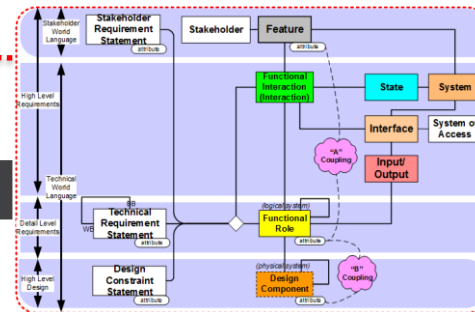 Stakeholder
World
Language
Stakeholder
Requirement
Statement
attribute
Stakeholder
Feature
attribute
High Level
Requirements
Technical
World
Language
Functional
Interaction
(Interaction)
State
System
Interface
System of
Access
"A"
Coupling
Input/
Output
Detail Level
Requirements
BB
WB
Technical
Requirement
Statement
attribute
(logical system)
Functional
Role
attribute
High Level
Design
Design
Constraint
Statement
attribute
(physical system)
Design
Component
attribute
"B"
Coupling